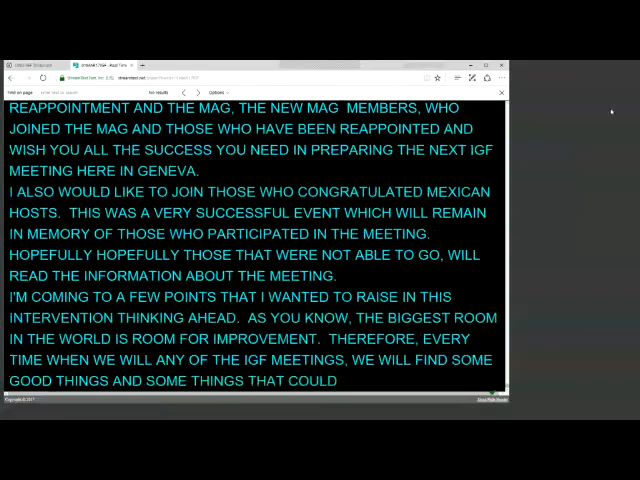 Find on page
No results
Options
REAPPOINTMENT AND THE MAG, THE NEW MAG  MEMBERS, WHO
JOINED THE MAG AND THOSE WHO HAVE BEEN REAPPOINTED AND
WISH YOU ALL THE SUCCESS YOU NEED IN PREPARING THE NEXT IGF
MEETING HERE IN GENEVA.
I ALSO WOULD LIKE TO JOIN THOSE WHO CONGRATULATED MEXICAN
HOSTS.  THIS WAS A VERY SUCCESSFUL EVENT WHICH WILL REMAIN
IN MEMORY OF THOSE WHO PARTICIPATED IN THE MEETING.
HOPEFULLY HOPEFULLY THOSE THAT WERE NOT ABLE TO GO, WILL
READ THE INFORMATION ABOUT THE MEETING.
I'M COMING TO A FEW POINTS THAT I WANTED TO RAISE IN THIS
INTERVENTION THINKING AHEAD.  AS YOU KNOW, THE BIGGEST ROOM
IN THE WORLD IS ROOM FOR IMPROVEMENT.  THEREFORE, EVERY
TIME WHEN WE WILL ANY OF THE IGF MEETINGS, WE WILL FIND SOME
GOOD THINGS AND SOME THINGS THAT COULD